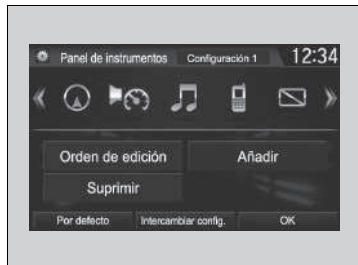 Panel de instrumentos Configuración 1 12:34
Orden de edición Añadir
Suprimir
Por defecto Intercambiar config. OK